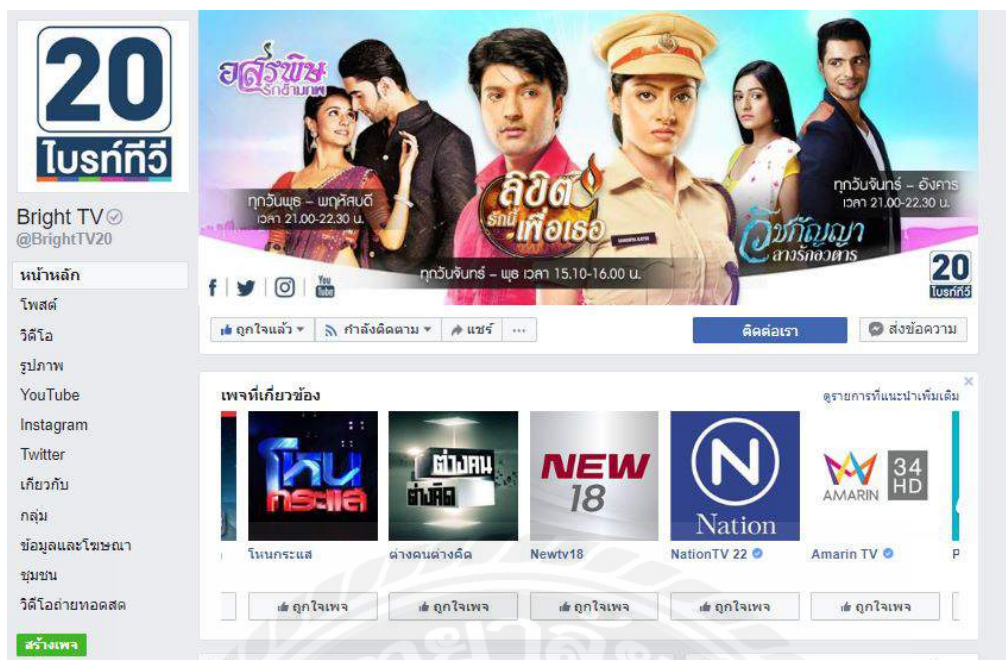 20
ไบรท์ทีวี
Bright TV
@BrightTV20
หน้าหลัก
โพสต์
วิดีโอ
รูปภาพ
YouTube
Instagram
Twitter
เกี่ยวกับ
กลุ่ม
ข้อมูลและโฆษณา
ชุมชน
วิดีโอถ่ายทอดสด
สร้างเพจ
อสรพิษ
รักข้ามภพ
ทุกวันพุธ - พฤหัสบดี
เวลา 21.00-22.30 น.
ลิขิต
รักนี้
เพื่อเธอ
ทุกวันจันทร์ - พุธ เวลา 15.10-16.00 น.
ทุกวันจันทร์ - อังคาร
เวลา 21.00-22.30 น.
วิษกัญญา
สางรักอวตาร
20
ไบรท์ทีวี
You
Tube
ถูกใจแล้ว
กำลังติดตาม
แชร์
ติดต่อเรา
ส่งข้อความ
เพจที่เกี่ยวข้อง
ดูรายการที่แนะนำเพิ่มเติม
โหน
กระแส
ต่างคน
ต่างคิด
NEW
18
N
Nation
AMARIN
34
HD
โหนกระแส
ต่างคนต่างคิด
Newtv18
NationTV 22
Amarin TV
P
ถูกใจเพจ
ถูกใจเพจ
ถูกใจเพจ
ถูกใจเพจ
ถูกใจเพจ